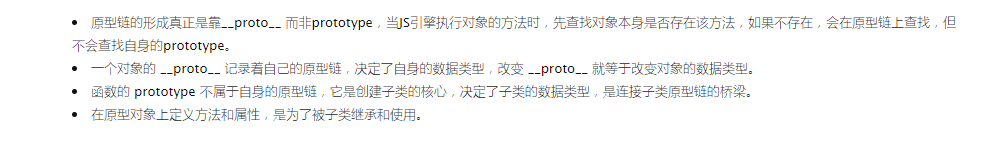 原型链的形成真正是靠__proto__ 而非prototype，当JS引擎执行对象的方法时，先查找对象本身是否存在该方法，如果不存在，会在原型链上查找，但
不会查找自身的prototype。
一个对象的 __proto__ 记录着自己的原型链，决定了自身的数据类型，改变 __proto__ 就等于改变对象的数据类型。
函数的 prototype 不属于自身的原型链，它是创建子类的核心，决定了子类的数据类型，是连接子类原型链的桥梁。
在原型对象上定义方法和属性，是为了被子类继承和使用。